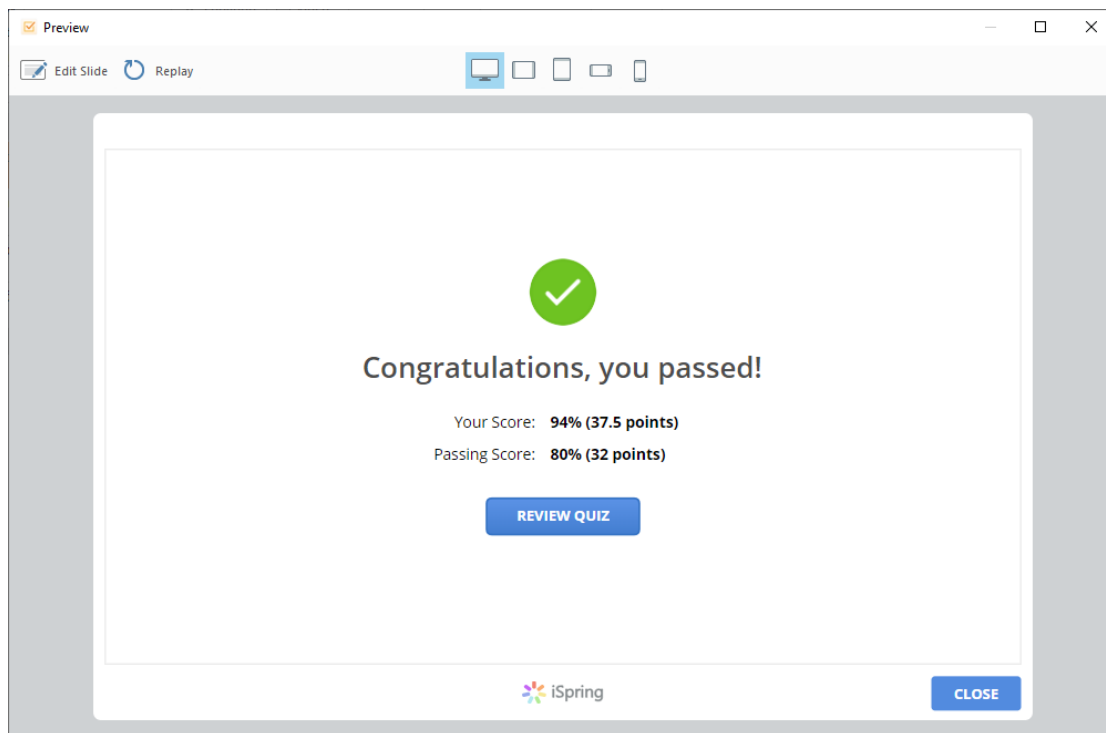 Preview
Edit Slide Replay
Congratulations, you passed!
Your Score: 94% (37.5 points)
Passing Score: 80% (32 points)
REVIEW QUIZ
iSpring
CLOSE